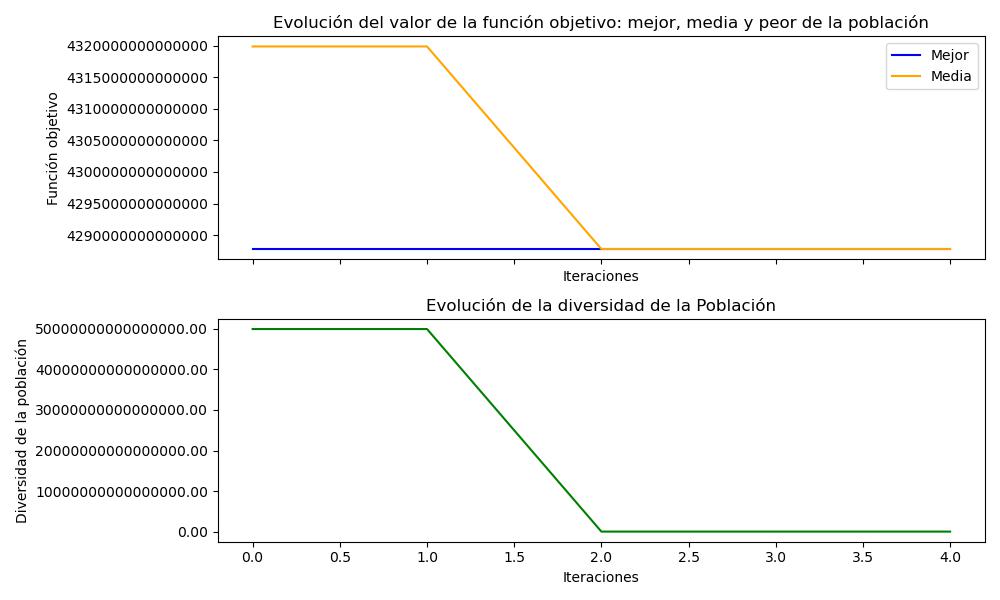 Evolución del valor de la función objetivo: mejor, media y peor de la población
Función objetivo
4320000000000000
4315000000000000
4310000000000000
4305000000000000
4300000000000000
4295000000000000
4290000000000000
Mejor
Media
Iteraciones
Evolución de la diversidad de la Población
Diversidad de la población
50000000000000000.00
40000000000000000.00
30000000000000000.00
20000000000000000.00
10000000000000000.00
0.00
0.0 0.5 1.0 1.5 2.0 2.5 3.0 3.5 4.0
Iteraciones